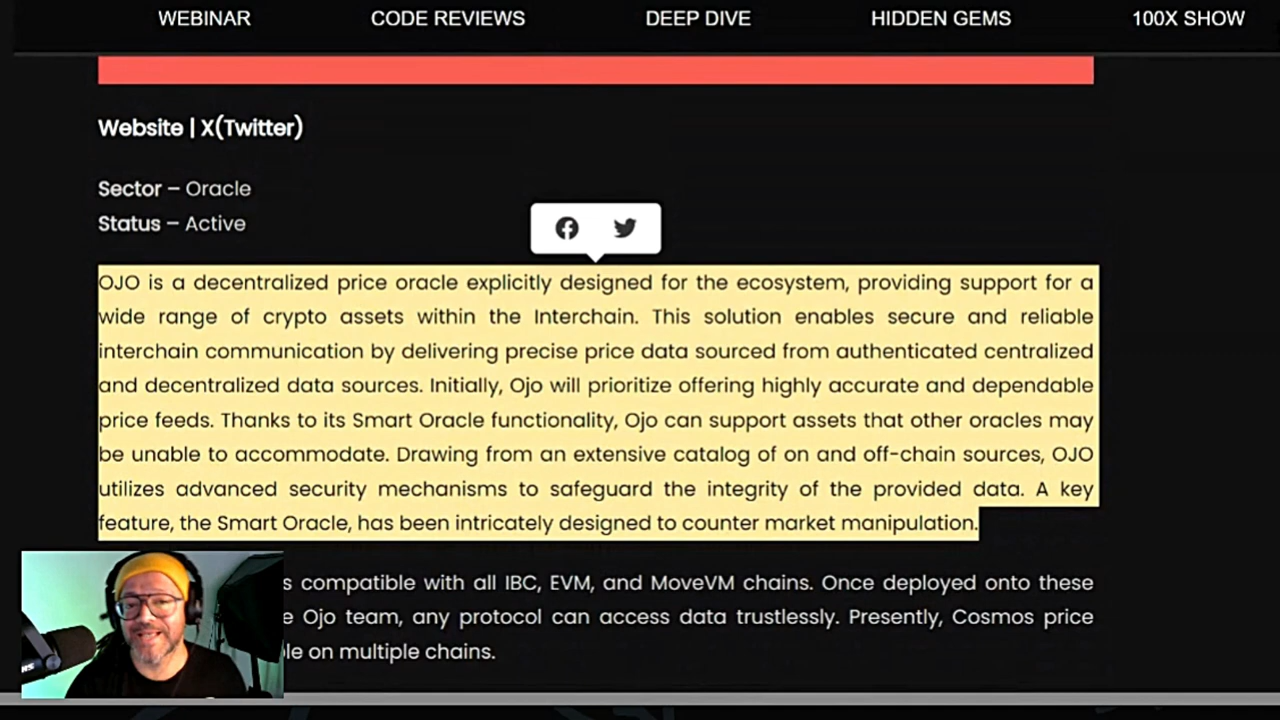 WEBINAR CODE REVIEWS DEEP DIVE HIDDEN GEMS 100X SHOW
Website | X(Twitter)
Sector – Oracle
Status – Active
OJO is a decentralized price oracle explicitly designed for the ecosystem, providing support for a
wide range of crypto assets within the Interchain. This solution enables secure and reliable
interchain communication by delivering precise price data sourced from authenticated centralized
and decentralized data sources. Initially, Ojo will prioritize offering highly accurate and dependable
price feeds. Thanks to its Smart Oracle functionality, Ojo can support assets that other oracles may
be unable to accommodate. Drawing from an extensive catalog of on and off-chain sources, OJO
utilizes advanced security mechanisms to safeguard the integrity of the provided data. A key
feature, the Smart Oracle, has been intricately designed to counter market manipulation.
s compatible with all IBC, EVM, and MoveVM chains. Once deployed onto these
e Ojo team, any protocol can access data trustlessly. Presently, Cosmos price
le on multiple chains.